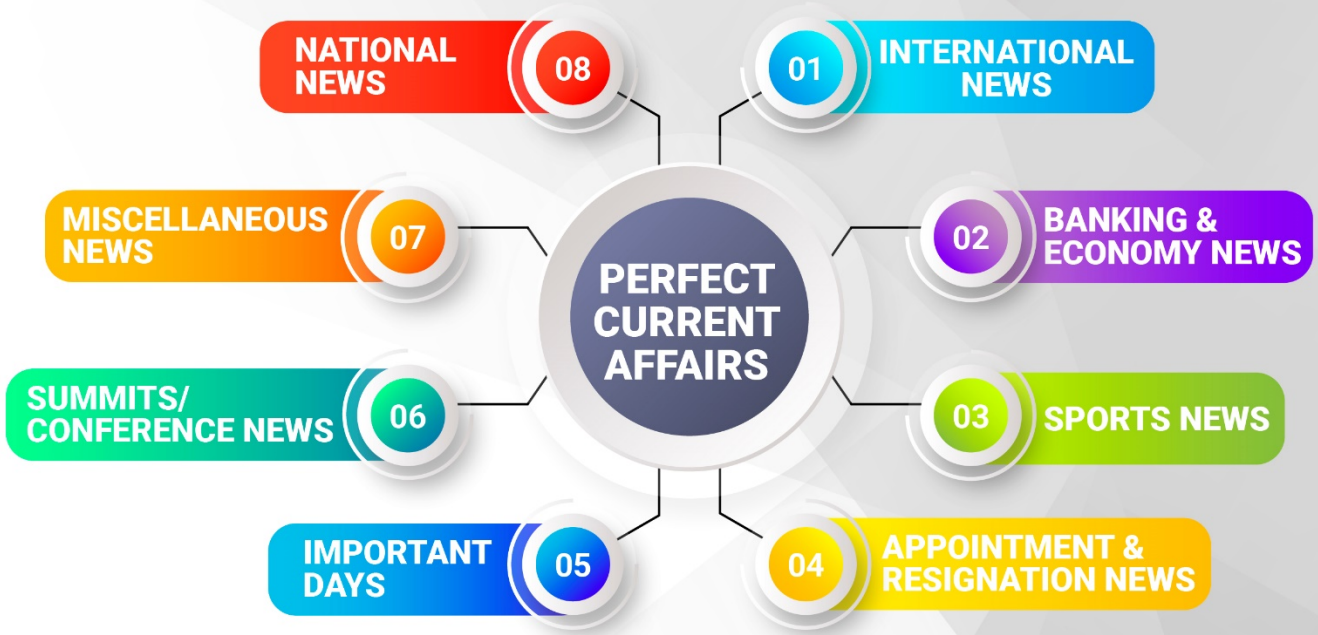 PERFECT
CURRENT
AFFAIRS
01
INTERNATIONAL
NEWS
02
BANKING &
ECONOMY NEWS
03
SPORTS NEWS
04
APPOINTMENT &
RESIGNATION NEWS
05
IMPORTANT
DAYS
06
SUMMITS/
CONFERENCE NEWS
07
MISCELLANEOUS
NEWS
08
NATIONAL
NEWS